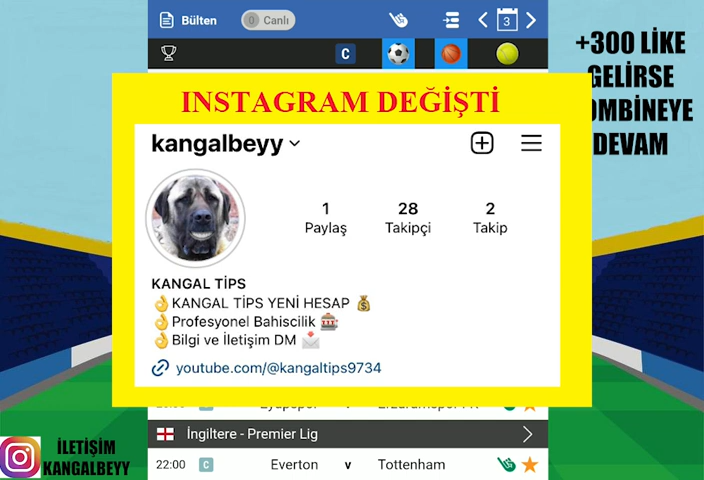 Bülten
0 Canlı
3
C
+300 LİKE
GELİRSE
KOMBİNEYE
DEVAM
INSTAGRAM DEĞİŞTİ
kangalbeyy
1 28 2
Paylaş Takipçi Takip
KANGAL TİPS
👌KANGAL TİPS YENİ HESAP 💰
👌Profesyonel Bahiscilik 🎰
👌Bilgi ve İletişim DM 📩
youtube.com/@kangaltips9734
İngiltere - Premier Lig
22:00 C Everton v Tottenham
İLETİŞİM
KANGALBEYY